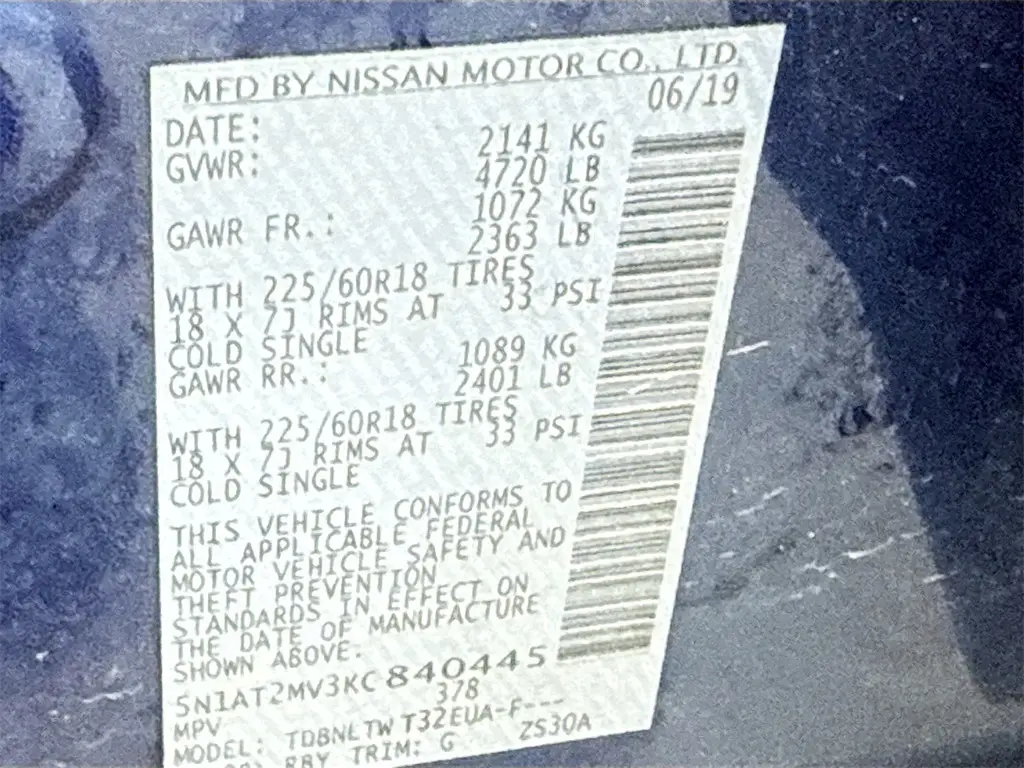 MFD BY NISSAN MOTOR CO., LTD
DATE: 06/19
GVWR: 2141 KG
4720 LB
GAWR FR.: 1072 KG
2363 LB
WITH 225/60R18 TIRES
18 X 7J RIMS AT 33 PSI
COLD SINGLE
GAWR RR.: 1089 KG
2401 LB
WITH 225/60R18 TIRES
18 X 7J RIMS AT 33 PSI
COLD SINGLE
THIS VEHICLE CONFORMS TO
ALL APPLICABLE FEDERAL
MOTOR VEHICLE SAFETY AND
THEFT PREVENTION
STANDARDS IN EFFECT ON
THE DATE OF MANUFACTURE
SHOWN ABOVE.
5N1AT2MV3KC840445
MPV 378
MODEL: TDBNLTW T32EUA-F---
RBY TRIM: G ZS30A